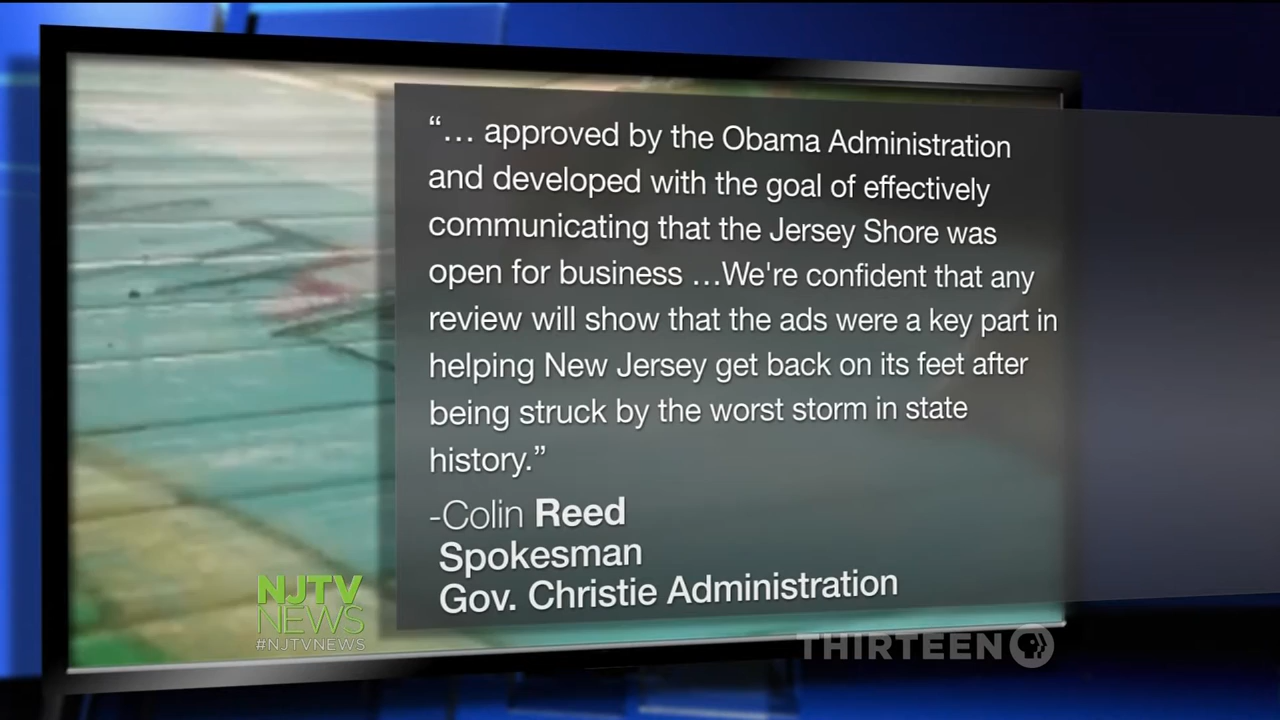 “… approved by the Obama Administration
and developed with the goal of effectively
communicating that the Jersey Shore was
open for business …We're confident that any
review will show that the ads were a key part in
helping New Jersey get back on its feet after
being struck by the worst storm in state
history.”
-Colin Reed
Spokesman
Gov. Christie Administration
NJTV
NEWS
#NJTVNEWS
THIRTEEN PBS